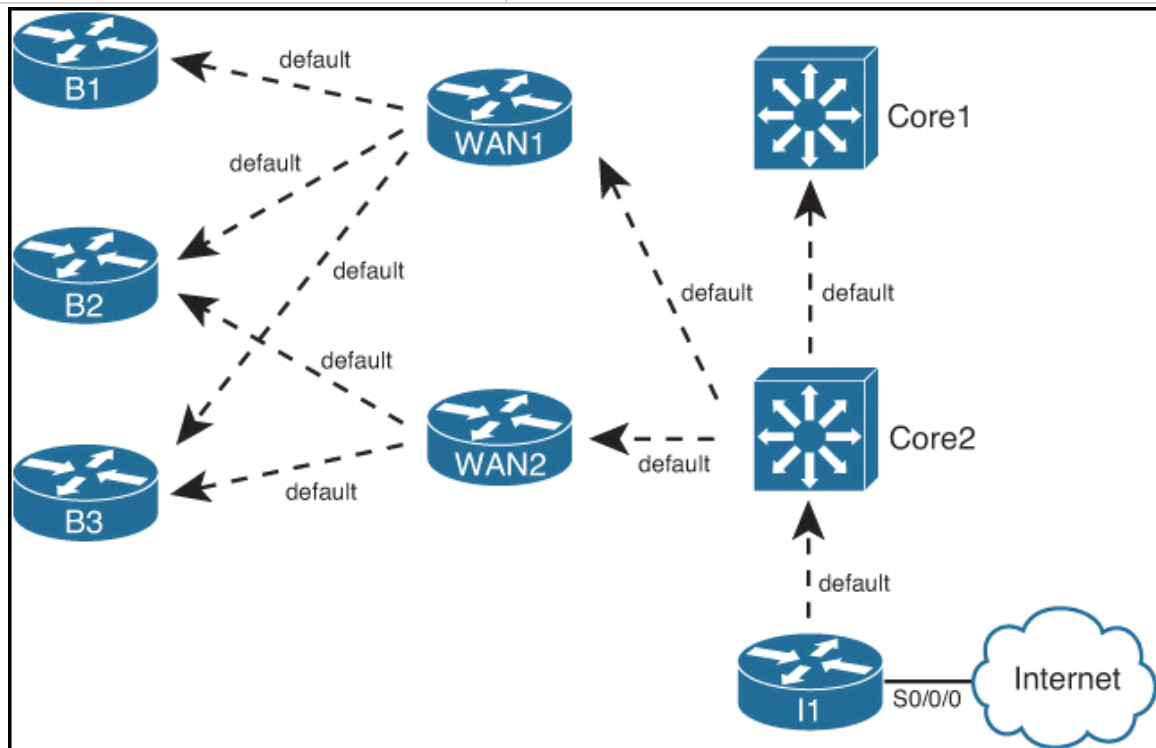 B1
default
WAN1
Core1
default
B2
default
default
default
default
WAN2
default
Core2
B3
default
default
I1
S0/0/0
Internet